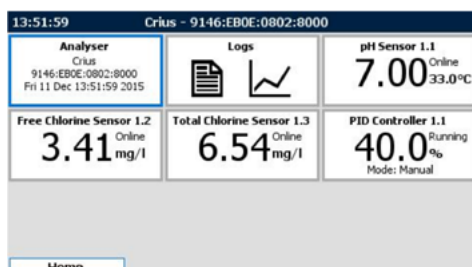 13:51:59 Crius - 9146:EB0E:0802:8000
Analyser
Crius
9146:EB0E:0802:8000
Fri 11 Dec 13:51:59 2015
Logs
pH Sensor 1.1
7.00 Online
33.0°C
Free Chlorine Sensor 1.2
3.41 Online
mg/l
Total Chlorine Sensor 1.3
6.54 Online
mg/l
PID Controller 1.1
40.0 Running
%
Mode: Manual
Home